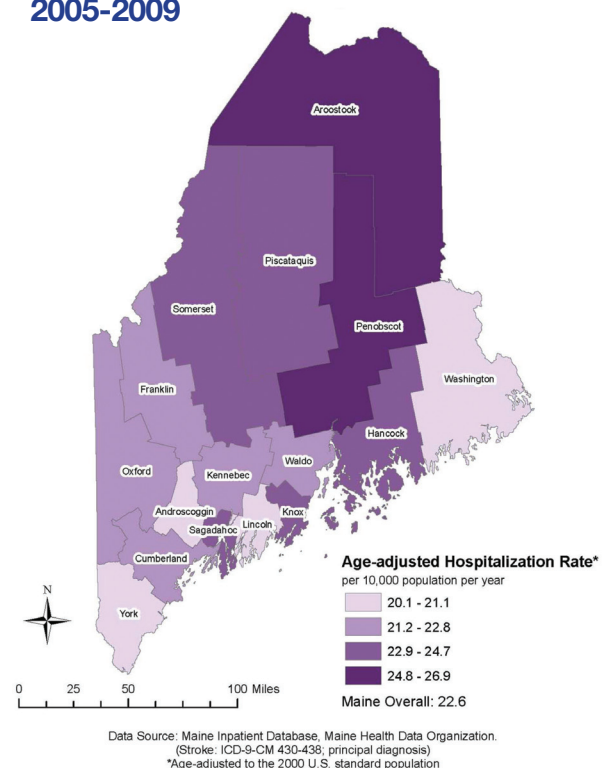 2005-2009
Aroostook
Piscataquis
Somerset
Penobscot
Washington
Franklin
Hancock
Waldo
Oxford
Kennebec
Androscoggin
Knox
Lincoln
Sagadahoc
Cumberland
York
N
0 25 50 100 Miles
Age-adjusted Hospitalization Rate*
per 10,000 population per year
20.1 - 21.1
21.2 - 22.8
22.9 - 24.7
24.8 - 26.9
Maine Overall: 22.6
Data Source: Maine Inpatient Database, Maine Health Data Organization.
(Stroke: ICD-9-CM 430-438; principal diagnosis)
*Age-adjusted to the 2000 U.S. standard population